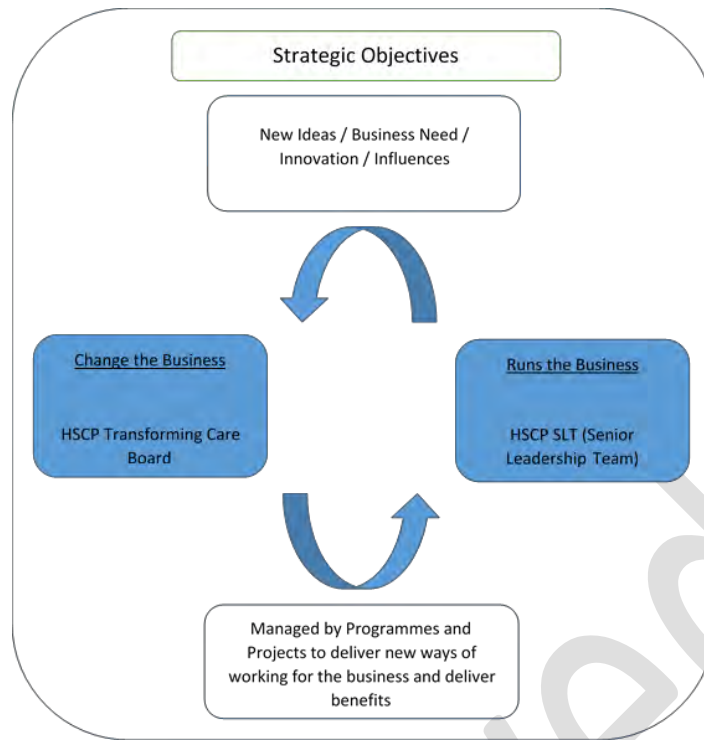 Strategic Objectives
New Ideas / Business Need /
Innovation / Influences
Change the Business
HSCP Transforming Care
Board
Runs the Business
HSCP SLT (Senior
Leadership Team)
Managed by Programmes and
Projects to deliver new ways of
working for the business and deliver
benefits